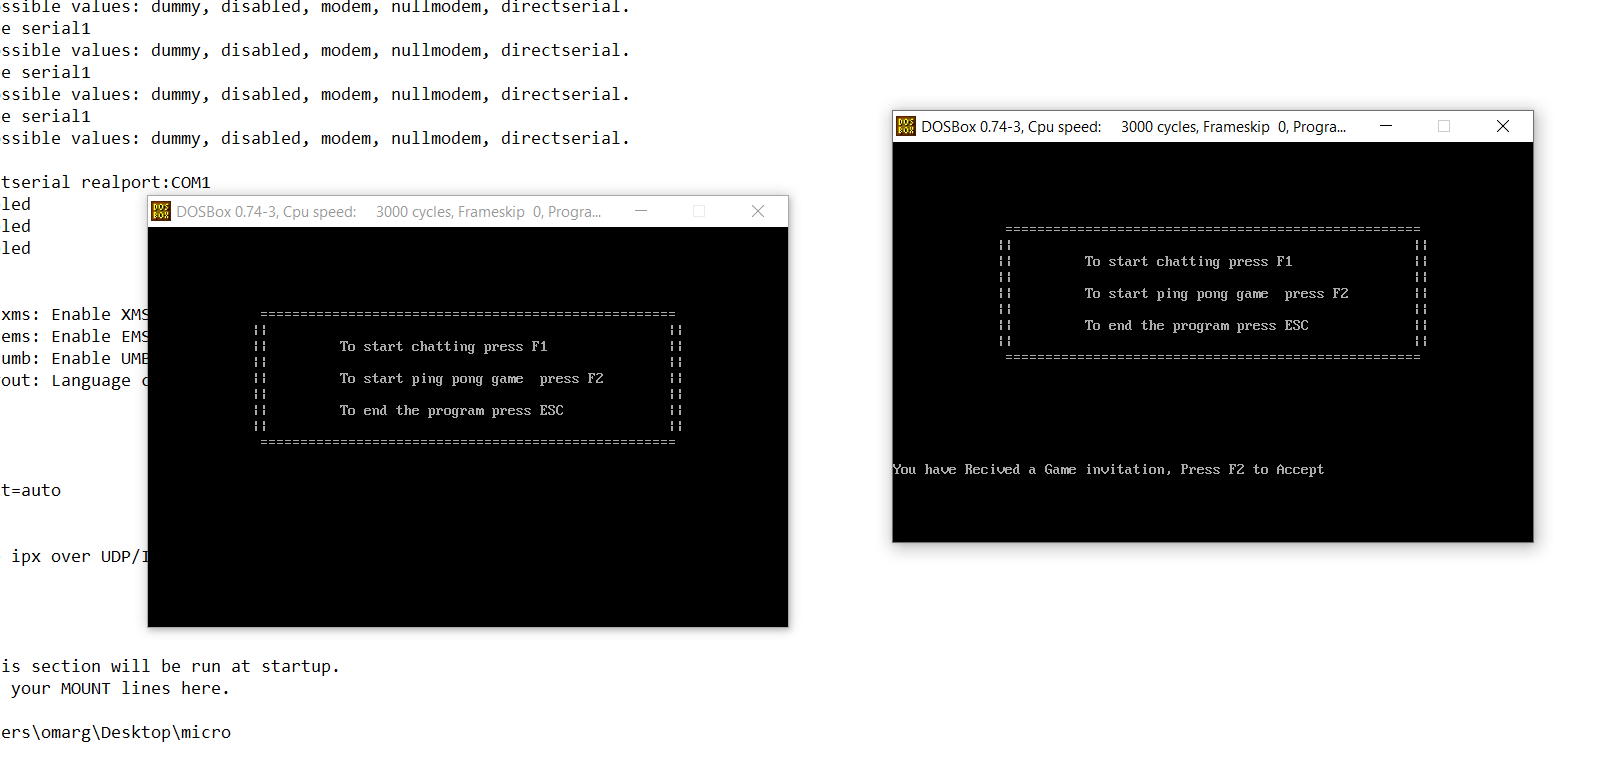 ssible values: dummy, disabled, modem, nullmodem, directserial.
e serial1
ssible values: dummy, disabled, modem, nullmodem, directserial.
e serial1
ssible values: dummy, disabled, modem, nullmodem, directserial.
e serial1
ssible values: dummy, disabled, modem, nullmodem, directserial.
tserial realport:COM1
led
led
led
xms: Enable XMS
ems: Enable EMS
umb: Enable UMB
out: Language c
t=auto
ipx over UDP/I
is section will be run at startup.
your MOUNT lines here.
ers\omarg\Desktop\micro
DOS BOX DOSBox 0.74-3, Cpu speed: 3000 cycles, Frameskip 0, Progra...
To start chatting press F1
To start ping pong game press F2
To end the program press ESC
DOS BOX DOSBox 0.74-3, Cpu speed: 3000 cycles, Frameskip 0, Progra...
To start chatting press F1
To start ping pong game press F2
To end the program press ESC
You have Recived a Game invitation, Press F2 to Accept